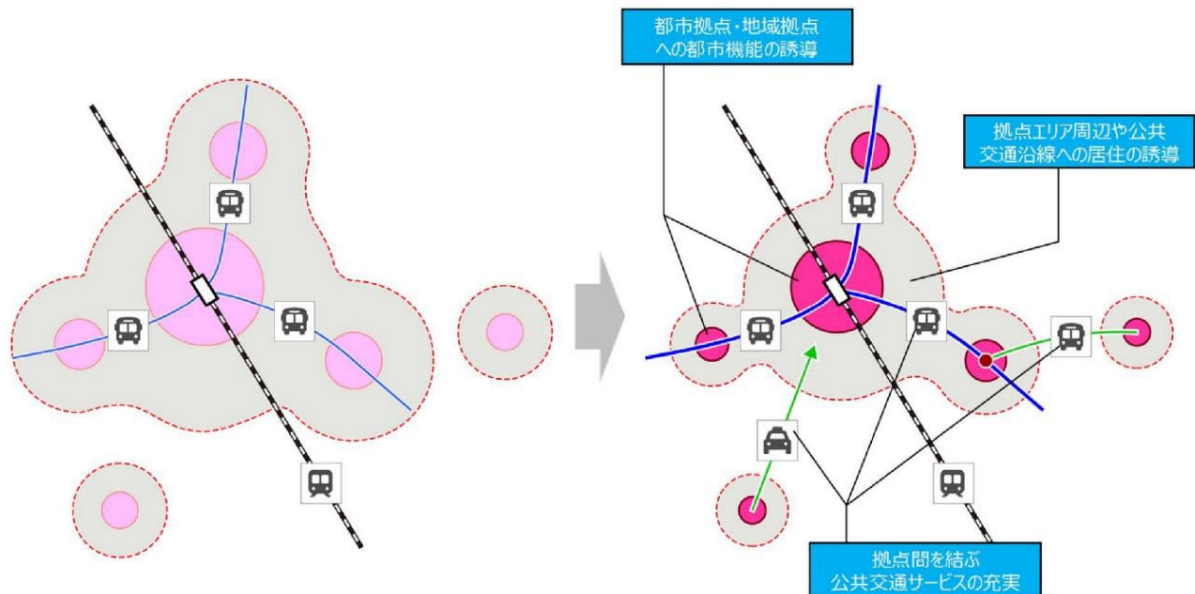 都市拠点・地域拠点
への都市機能の誘導
拠点エリア周辺や公共
交通沿線への居住の誘導
拠点間を結ぶ
公共交通サービスの充実